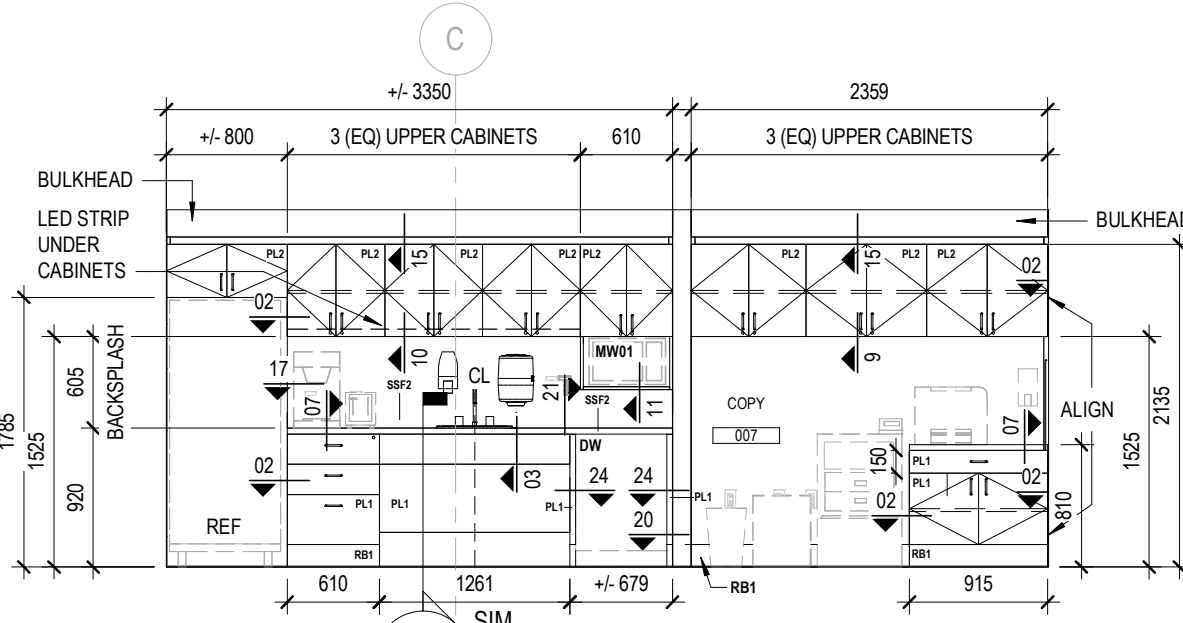 C
+/- 3350
2359
+/- 800
3 (EQ) UPPER CABINETS
610
3 (EQ) UPPER CABINETS
BULKHEAD
BULKHEAD
LED STRIP
UNDER
CABINETS
PL2
PL2
PL2
PL2
PL2
PL2
PL2
PL2
15
15
02
02
10
9
MW01
17
07
SSF2
CL
21
SSF2
11
COPY
007
07
ALIGN
605
BACKSPLASH
1785
1525
920
2135
1525
810
150
DW
02
03
24
24
20
PL1
PL1
PL1
PL1
PL1
PL1
02
02
REF
RB1
RB1
RB1
610
1261
+/- 679
915
SIM